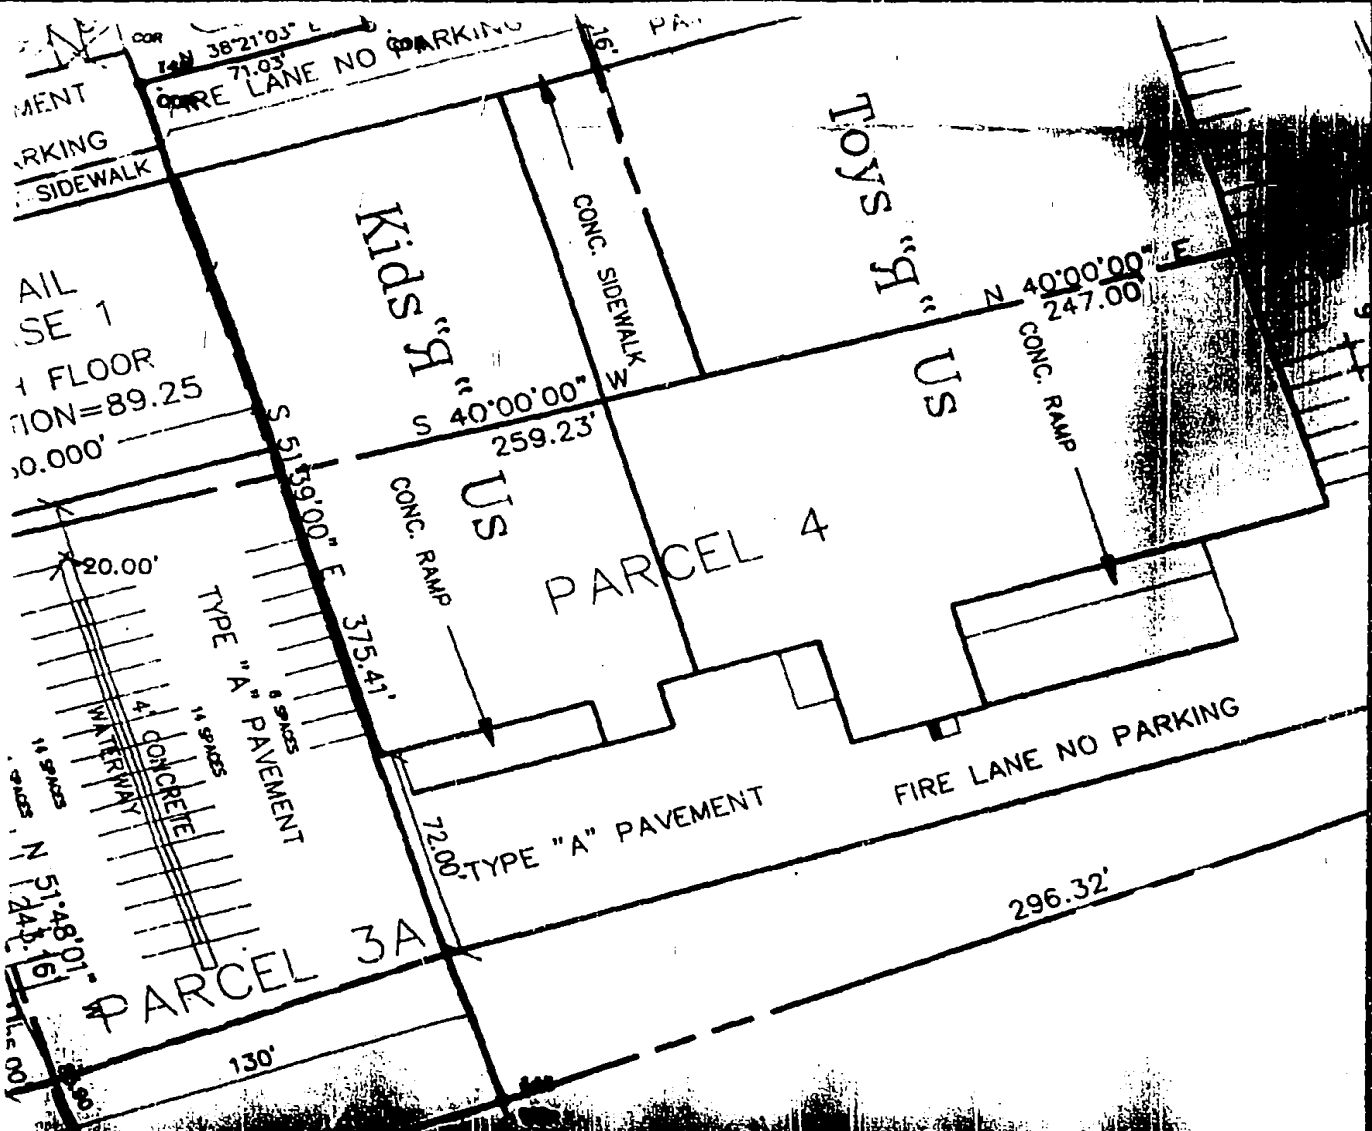 COR
N 38°21'03" E
71.03'
FIRE LANE NO PARKING
16'
MENT
RKING
SIDEWALK
Kids "R" Us
CONC. SIDEWALK
Toys "R" Us
N 40°00'00" E
247.00'
CONC. RAMP
AIL
SE 1
H FLOOR
TION=89.25
S 40°00'00" W
259.23'
S 51°39'00" E 375.41'
CONC. RAMP
PARCEL 4
20.00'
TYPE "A" PAVEMENT
8 SPACES
14 SPACES
4' CONCRETE
WATERWAY
14 SPACES
SPACES
N 51°48'01" W
243.16'
72.00'
TYPE "A" PAVEMENT
FIRE LANE NO PARKING
296.32'
PARCEL 3A
130'